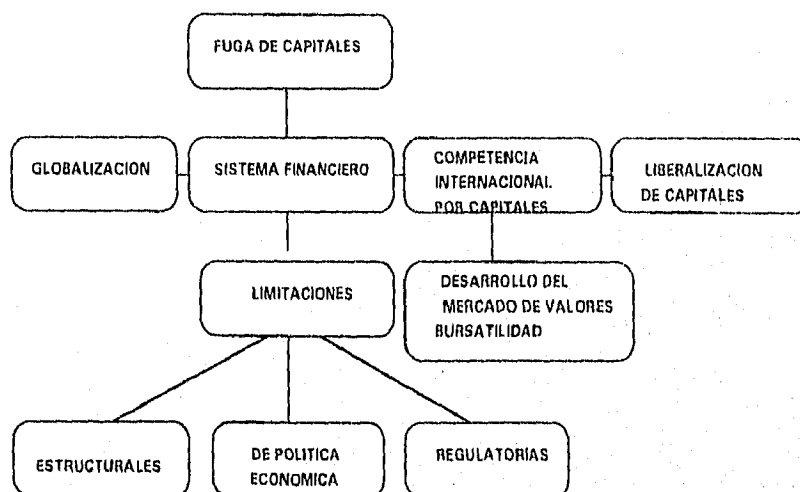 FUGA DE CAPITALES
GLOBALIZACION
SISTEMA FINANCIERO
COMPETENCIA
INTERNACIONAL
POR CAPITALES
LIBERALIZACION
DE CAPITALES
LIMITACIONES
DESARROLLO DEL
MERCADO DE VALORES
BURSATILIDAD
ESTRUCTURALES
DE POLITICA
ECONOMICA
REGULATORIAS